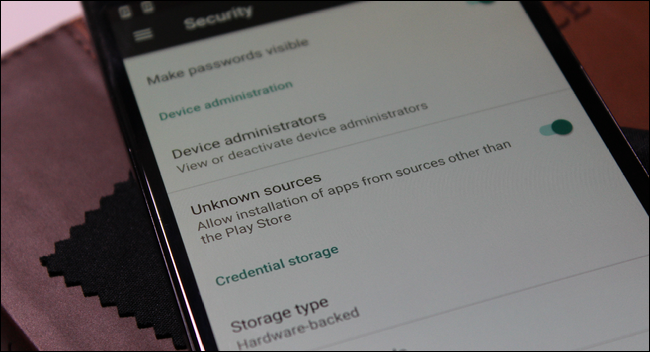 Security
Make passwords visible
Device administration
Device administrators
View or deactivate device administrators
Unknown sources
Allow installation of apps from sources other than
the Play Store
Credential storage
Storage type
Hardware-backed